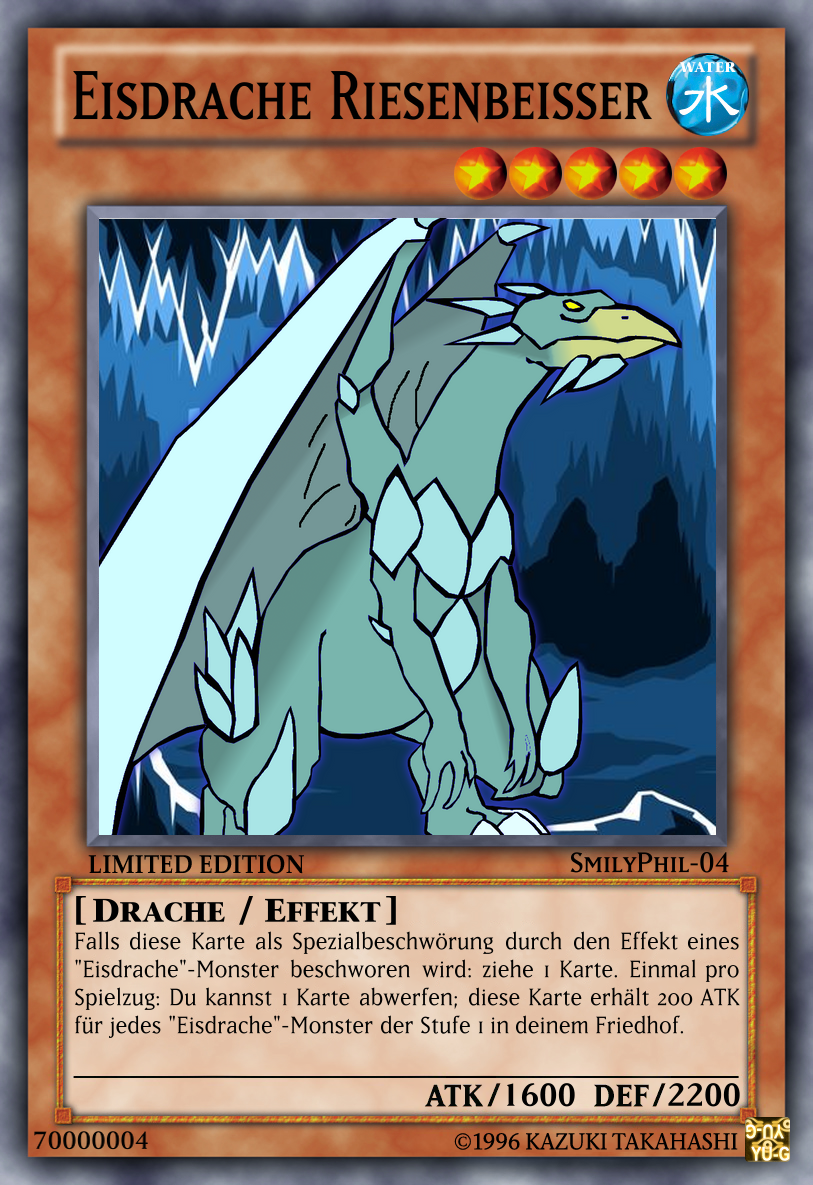 Eisdrache Riesenbeisser
WATER
水
LIMITED EDITION
SmilyPhil-04
[ Drache / Effekt ]
Falls diese Karte als Spezialbeschwörung durch den Effekt eines
"Eisdrache"-Monster beschworen wird: ziehe 1 Karte. Einmal pro
Spielzug: Du kannst 1 Karte abwerfen; diese Karte erhält 200 ATK
für jedes "Eisdrache"-Monster der Stufe 1 in deinem Friedhof.
ATK/1600 DEF/2200
70000004
©1996 KAZUKI TAKAHASHI